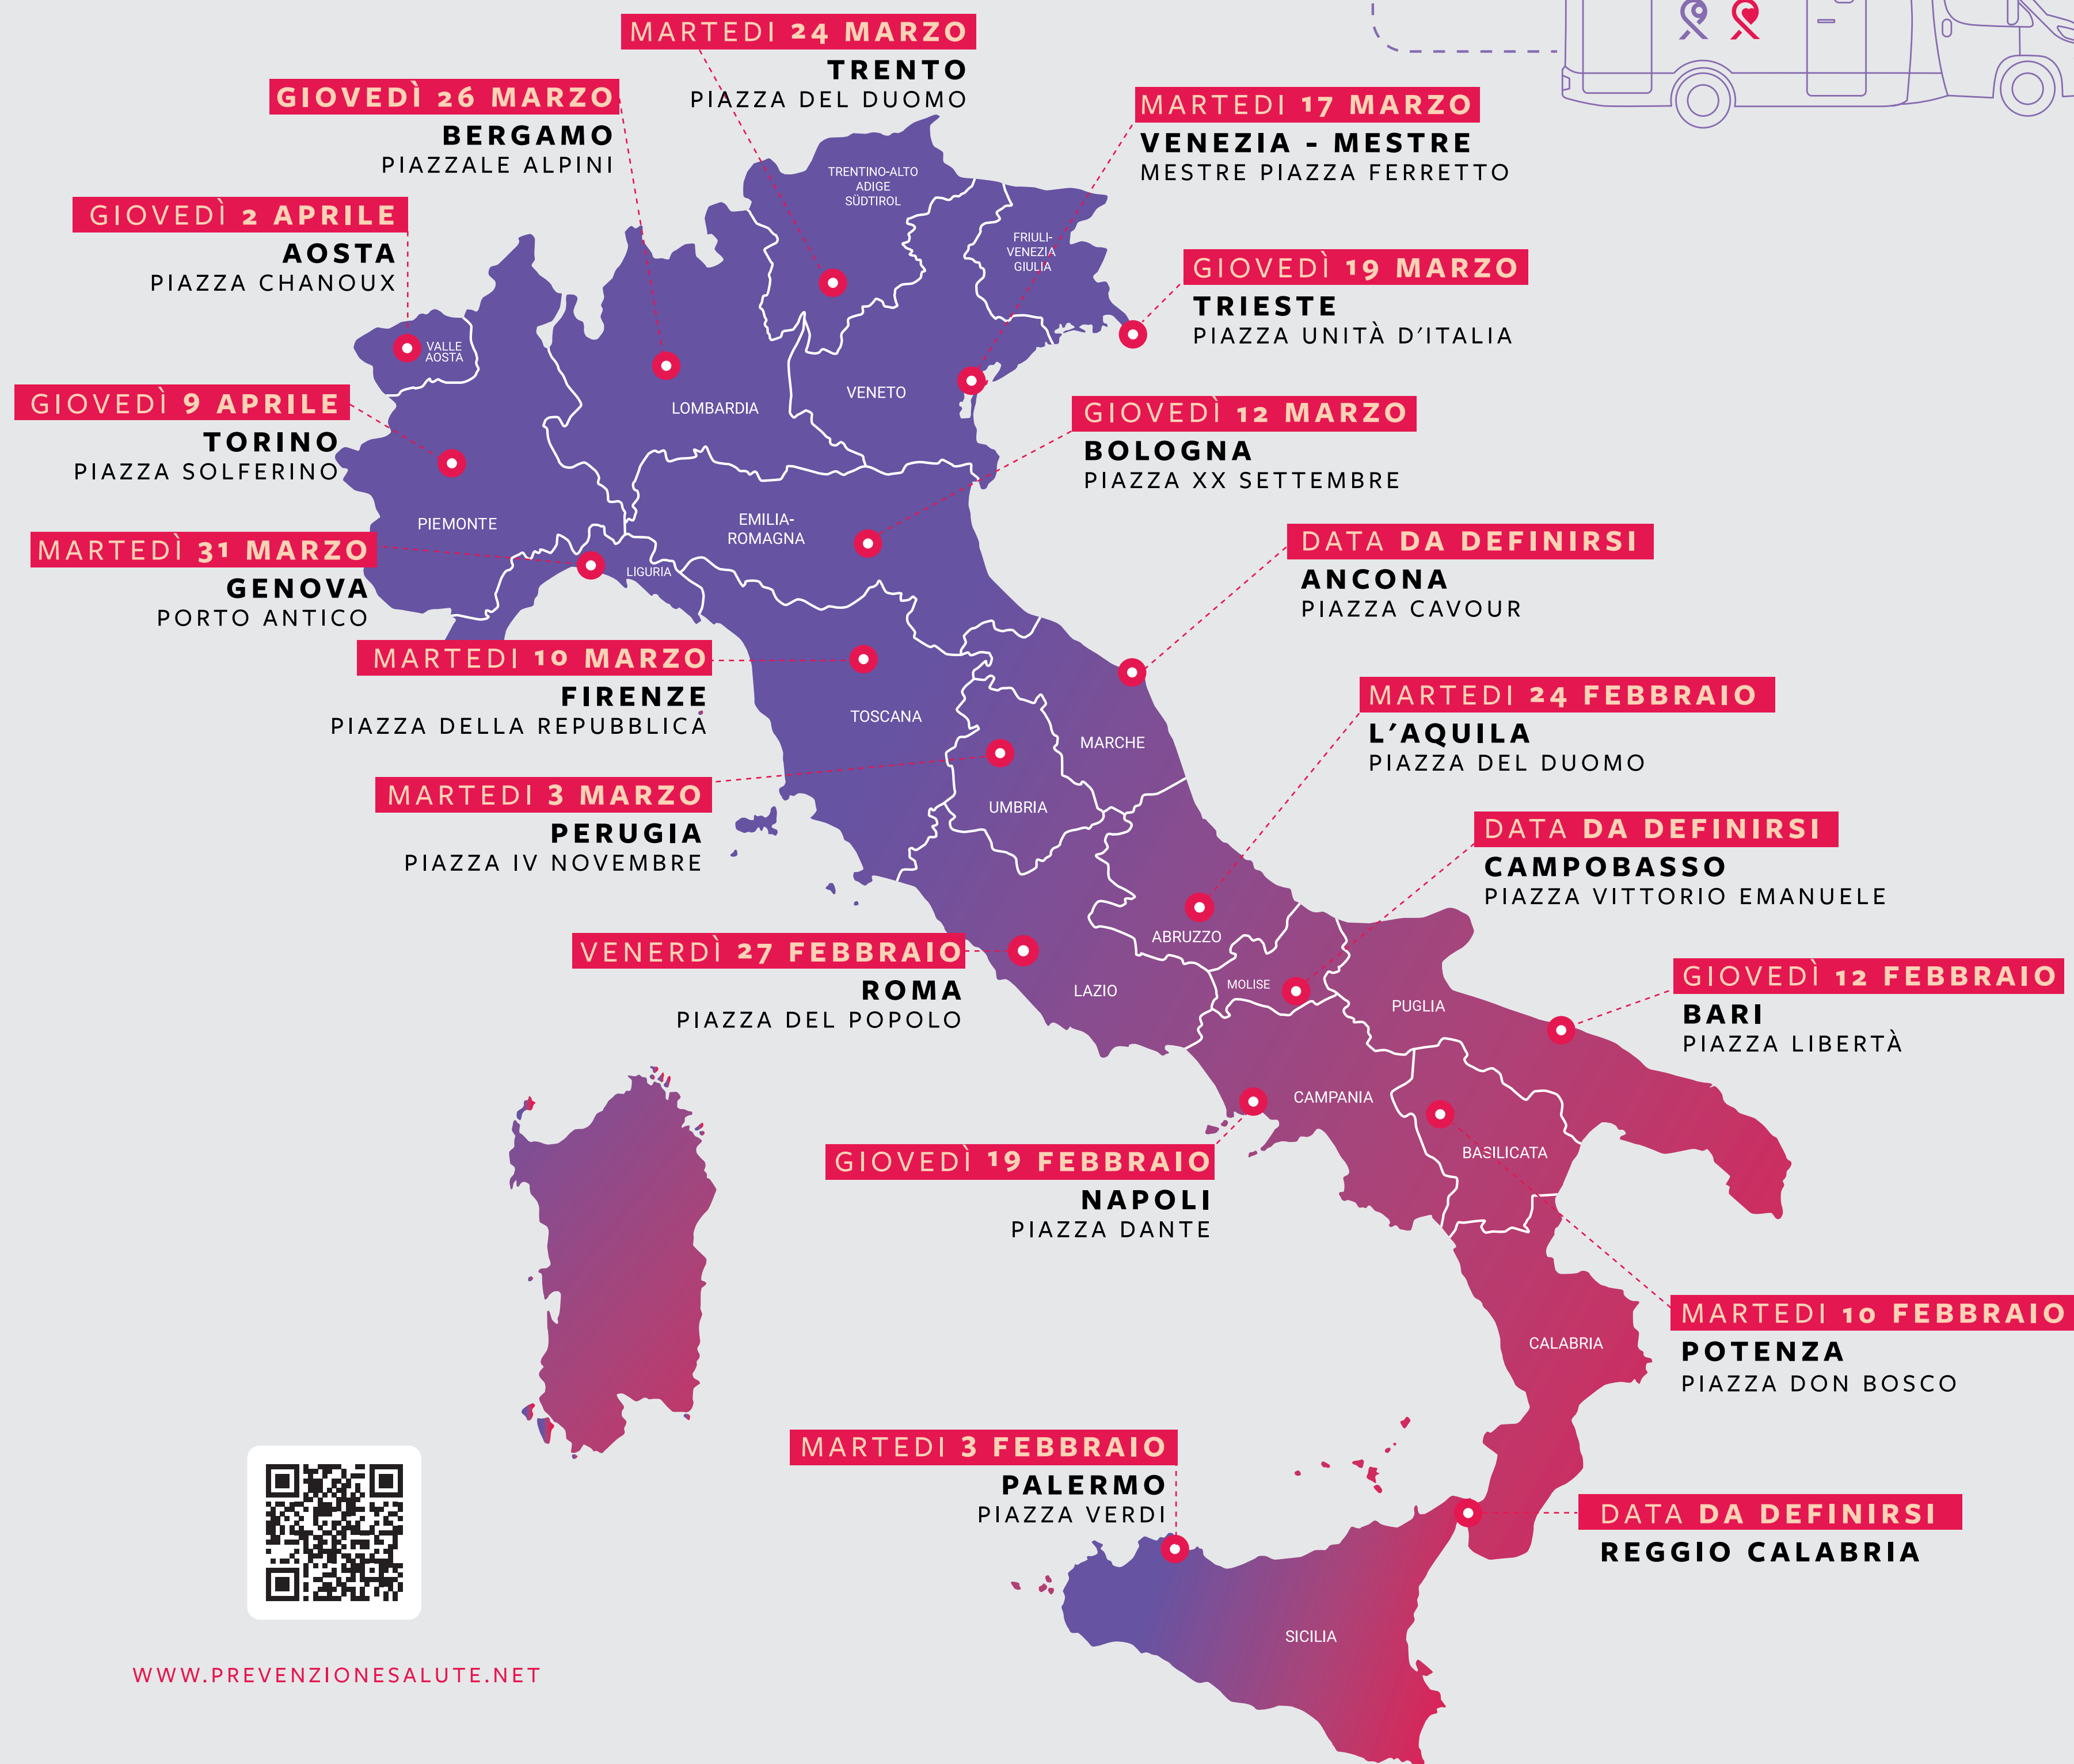 MARTEDI 24 MARZO
TRENTO
PIAZZA DEL DUOMO
GIOVEDÌ 26 MARZO
BERGAMO
PIAZZALE ALPINI
MARTEDI 17 MARZO
VENEZIA - MESTRE
MESTRE PIAZZA FERRETTO
GIOVEDÌ 2 APRILE
AOSTA
PIAZZA CHANOUX
GIOVEDÌ 19 MARZO
TRIESTE
PIAZZA UNITÀ D'ITALIA
TRENTINO-ALTO
ADIGE
SÜDTIROL
FRIULI-
VENEZIA
GIULIA
VALLE
AOSTA
LOMBARDIA
VENETO
GIOVEDÌ 9 APRILE
TORINO
PIAZZA SOLFERINO
GIOVEDÌ 12 MARZO
BOLOGNA
PIAZZA XX SETTEMBRE
PIEMONTE
EMILIA-
ROMAGNA
LIGURIA
MARTEDÌ 31 MARZO
GENOVA
PORTO ANTICO
DATA DA DEFINIRSI
ANCONA
PIAZZA CAVOUR
MARTEDI 10 MARZO
FIRENZE
PIAZZA DELLA REPUBBLICA
TOSCANA
MARCHE
UMBRIA
MARTEDI 24 FEBBRAIO
L'AQUILA
PIAZZA DEL DUOMO
MARTEDI 3 MARZO
PERUGIA
PIAZZA IV NOVEMBRE
DATA DA DEFINIRSI
CAMPOBASSO
PIAZZA VITTORIO EMANUELE
ABRUZZO
VENERDÌ 27 FEBBRAIO
ROMA
PIAZZA DEL POPOLO
LAZIO
MOLISE
PUGLIA
GIOVEDÌ 12 FEBBRAIO
BARI
PIAZZA LIBERTÀ
CAMPANIA
BASILICATA
GIOVEDÌ 19 FEBBRAIO
NAPOLI
PIAZZA DANTE
MARTEDI 10 FEBBRAIO
POTENZA
PIAZZA DON BOSCO
CALABRIA
MARTEDI 3 FEBBRAIO
PALERMO
PIAZZA VERDI
DATA DA DEFINIRSI
REGGIO CALABRIA
SICILIA
WWW.PREVENZIONESALUTE.NET